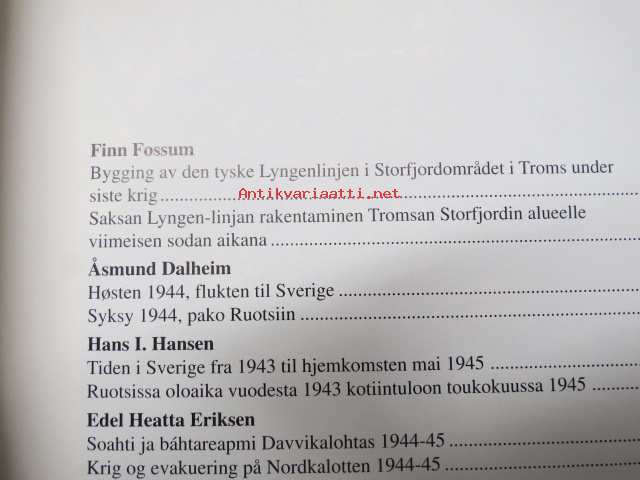 Finn Fossum
Bygging av den tyske Lyngenlinjen i Storfjordområdet i Troms under
siste krig
Antikvariaatti.net
Saksan Lyngen-linjan rakentaminen Tromsan Storfjordin alueelle
viimeisen sodan aikana
Åsmund Dalheim
Høsten 1944, flukten til Sverige
Syksy 1944, pako Ruotsiin
Hans I. Hansen
Tiden i Sverige fra 1943 til hjemkomsten mai 1945
Ruotsissa oloaika vuodesta 1943 kotiintuloon toukokuussa 1945
Edel Heatta Eriksen
Soahti ja báhtareapmi Davvikalohtas 1944-45
Krig og evakuering på Nordkalotten 1944-45